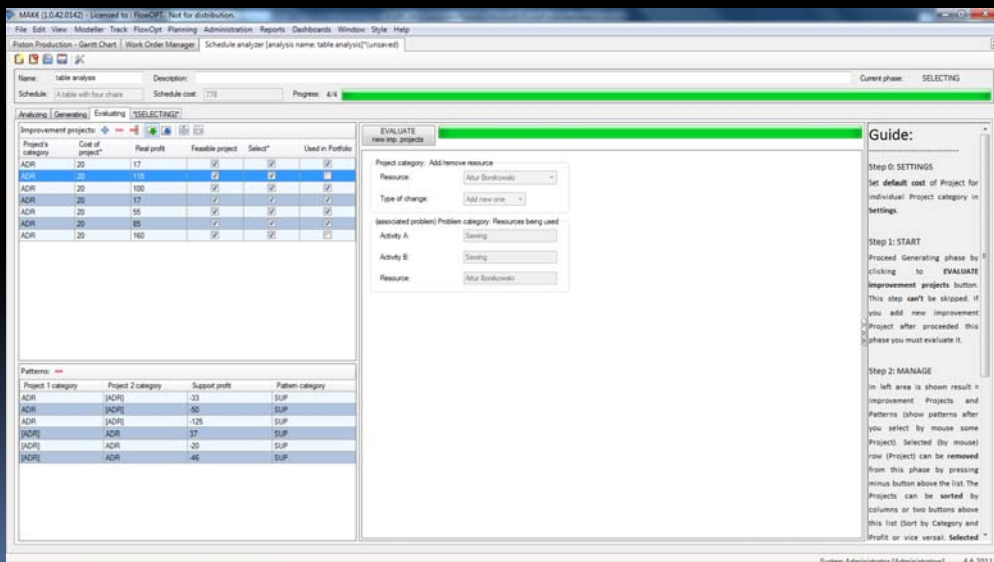 MAKE (1.0.42.0142) - Licensed to : FlowOPT. Not for distribution.
File Edit View Modeller Track FlowOpt Planning Administration Reports Dashboards Window Style Help
Piston Production - Gantt Chart Work Order Manager Schedule analyzer [analysis name: table analysis]*(unsaved)
Name: table analysis Description: Current phase: SELECTING
Schedule: A table with four chairs Schedule cost: 778 Progress: 4/4
Analyzing Generating Evaluating *[SELECTING]*
Improvement projects:
Project's category Cost of project* Real profit Feasable project Select* Used in Portfolio
ADR 20 17
ADR 20 115
ADR 20 100
ADR 20 17
ADR 20 55
ADR 20 85
ADR 20 160
Patterns:
Project 1 category Project 2 category Support profit Pattern category
ADR [ADR] -33 SUP
ADR [ADR] -50 SUP
ADR [ADR] -125 SUP
[ADR] ADR 37 SUP
[ADR] ADR -20 SUP
[ADR] ADR -46 SUP
EVALUATE
new imp. projects
Project category: Add/remove resource
Resource: Artur Bonikowski
Type of change: Add new one
(associated problem) Problem category: Resources being used
Activity A: Sawing
Activity B: Sawing
Resource: Artur Bonikowski
Guide:
Step 0: SETTINGS
Set default cost of Project for
individual Project category in
Settings.
Step 1: START
Proceed Generating phase by
clicking to EVALUATE
improvement projects button.
This step can't be skipped. If
you add new improvement
Project after proceeded this
phase you must evaluate it.
Step 2: MANAGE
In left area is shown result =
Improvement Projects and
Patterns (show patterns after
you select by mouse some
Project). Selected (by mouse)
row (Project) can be removed
from this phase by pressing
minus button above the list. The
Projects can be sorted by
columns or two buttons above
this list (Sort by Category and
Profit or vice versa). Selected
System Administrator [Administrators] 4.6.2011